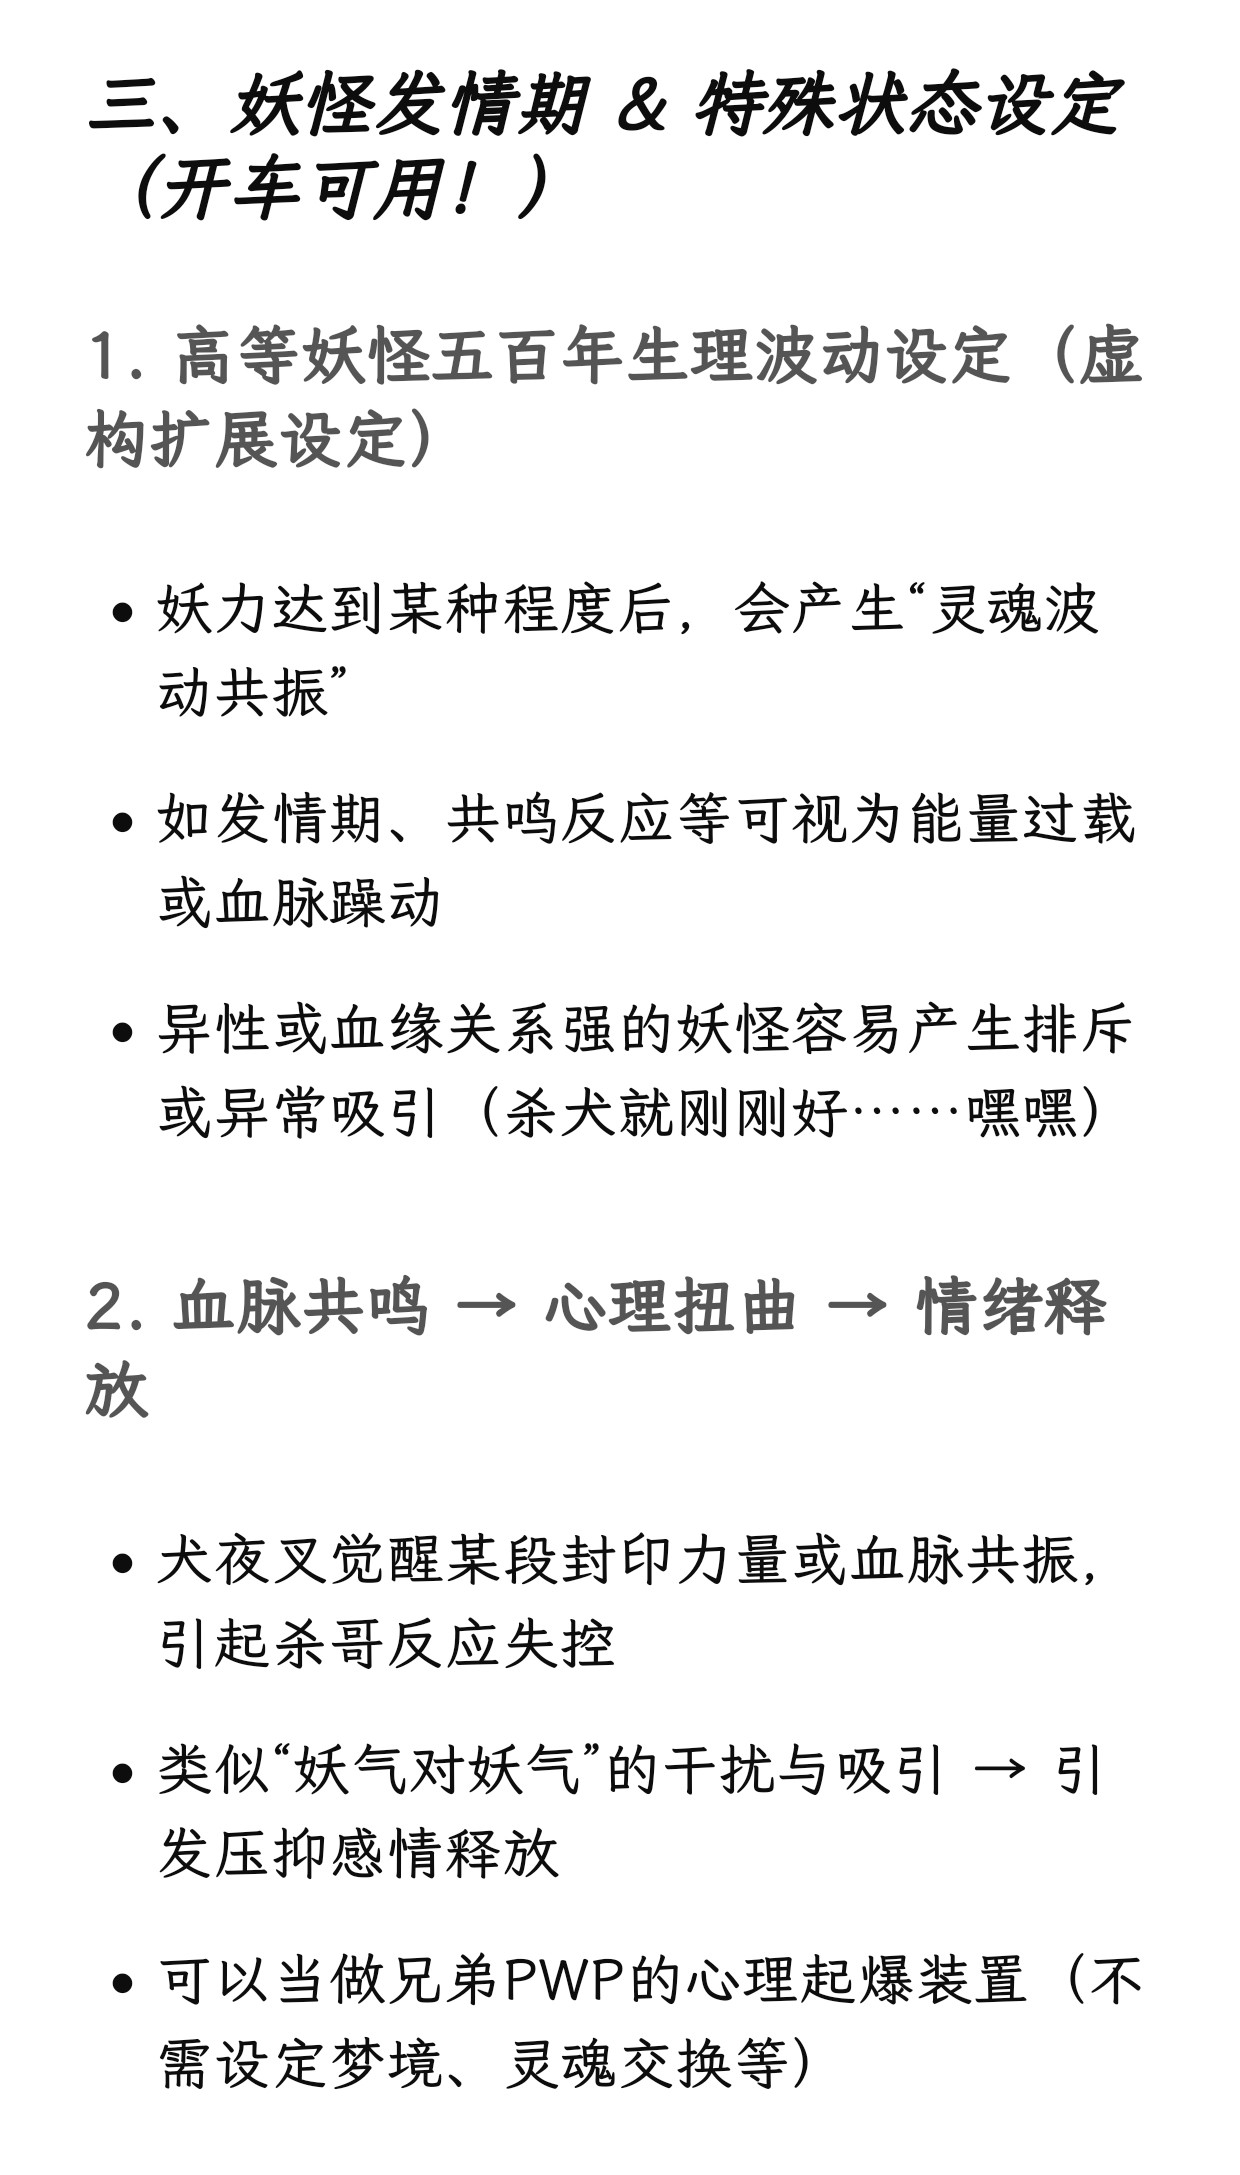 三、妖怪发情期 & 特殊状态设定
（开车可用！）
1. 高等妖怪五百年生理波动设定（虚
构扩展设定）
• 妖力达到某种程度后，会产生“灵魂波
动共振”
• 如发情期、共鸣反应等可视为能量过载
或血脉躁动
• 异性或血缘关系强的妖怪容易产生排斥
或异常吸引（杀犬就刚刚好……嘿嘿）
2. 血脉共鸣 → 心理扭曲 → 情绪释
放
• 犬夜叉觉醒某段封印力量或血脉共振，
引起杀哥反应失控
• 类似“妖气对妖气”的干扰与吸引 → 引
发压抑感情释放
• 可以当做兄弟PWP的心理起爆装置（不
需设定梦境、灵魂交换等）